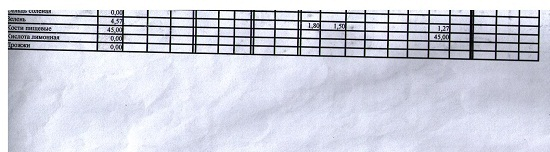 соленая 0,00
Зелень 4,57 1,80 1,50 1,27
Кости пищевые 45,00 45,00
Кислота лимонная 0,00
Дрожжи 0,00